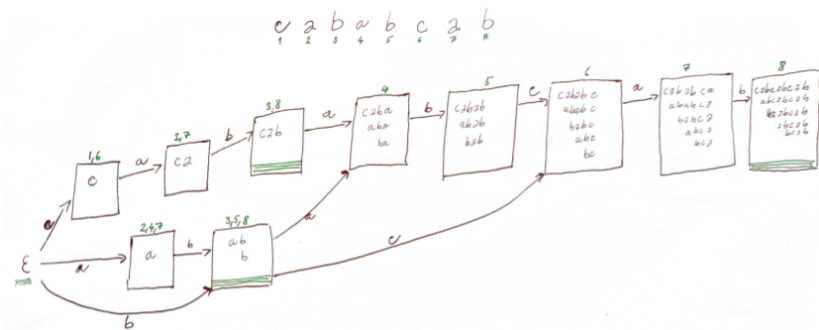 c a b a b c a b
1 2 3 4 5 6 7 8
6
7
8
5
4
3,8
cab
a
caba
aba
ba
b
cabab
abab
bab
c
cababc
ababc
babc
abc
bc
a
cababca
ababca
babca
abca
bca
b
cababcab
ababcab
babcab
abcab
bcab
2,7
ca
b
1,6
c
a
c
ε
a
2,4,7
a
b
3,5,8
ab
b
a
c
b